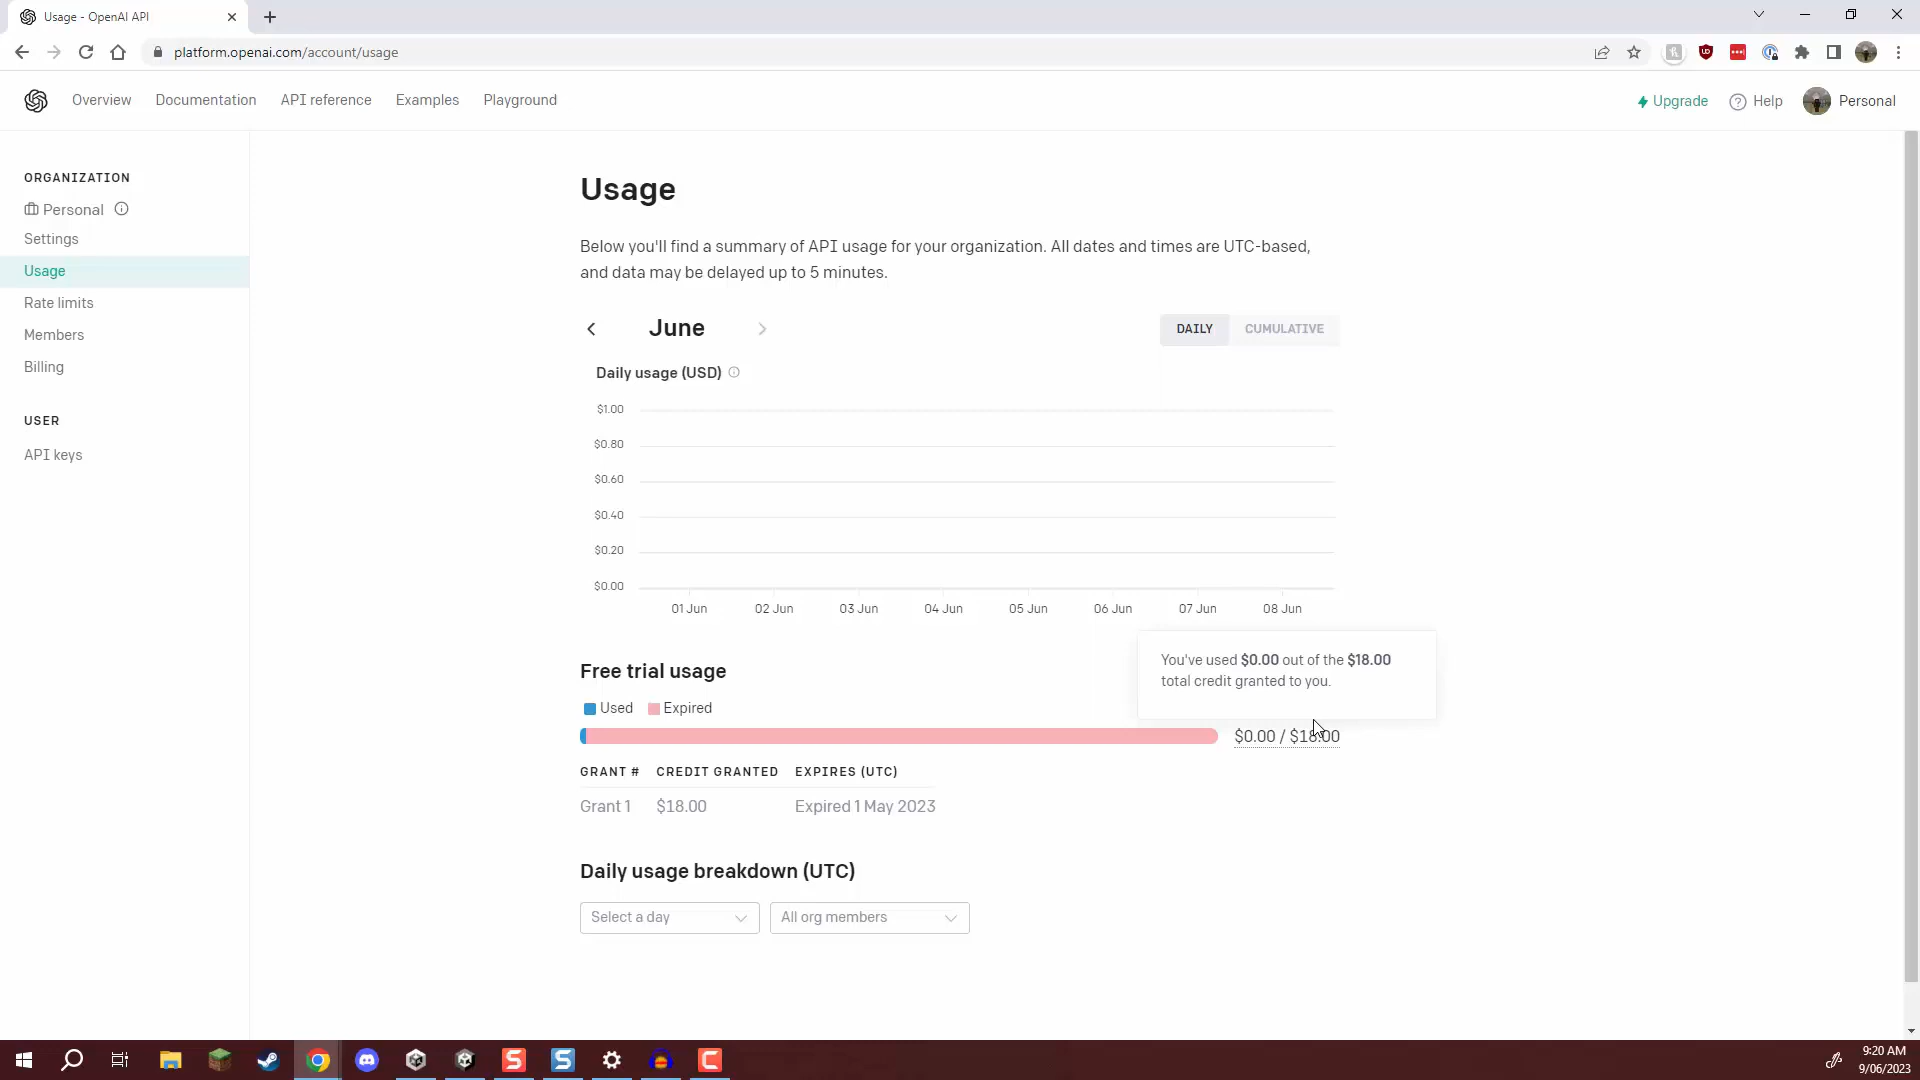 Usage - OpenAI API
platform.openai.com/account/usage
Overview
Documentation
API reference
Examples
Playground
Upgrade
Help
Personal
ORGANIZATION
Personal
Settings
Usage
Rate limits
Members
Billing
USER
API keys
Usage
Below you'll find a summary of API usage for your organization. All dates and times are UTC-based,
and data may be delayed up to 5 minutes.
June
DAILY
CUMULATIVE
Daily usage (USD)
$1.00
$0.80
$0.60
$0.40
$0.20
$0.00
01 Jun
02 Jun
03 Jun
04 Jun
05 Jun
06 Jun
07 Jun
08 Jun
You've used $0.00 out of the $18.00
total credit granted to you.
Free trial usage
Used
Expired
$0.00 / $18.00
GRANT #
CREDIT GRANTED
EXPIRES (UTC)
Grant 1
$18.00
Expired 1 May 2023
Daily usage breakdown (UTC)
Select a day
All org members
9:20 AM
9/06/2023